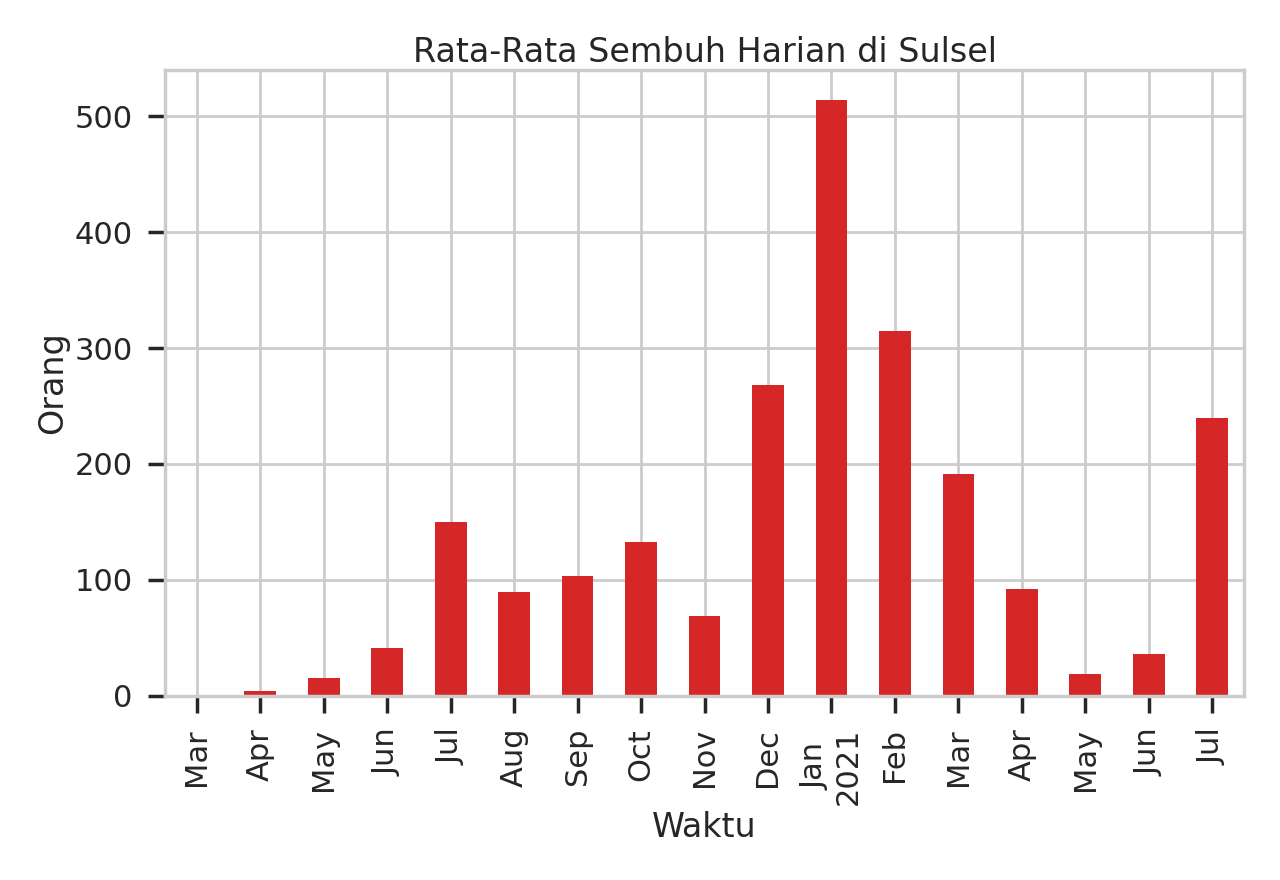 Rata-Rata Sembuh Harian di Sulsel
500
400
300
200
100
0
Orang
Mar
Apr
May
Jun
Jul
Aug
Sep
Oct
Nov
Dec
Jan
2021
Feb
Mar
Apr
May
Jun
Jul
Waktu